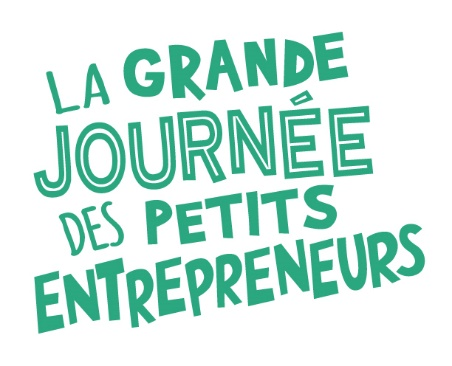 LA GRANDE
JOURNÉE
DES PETITS
ENTREPRENEURS